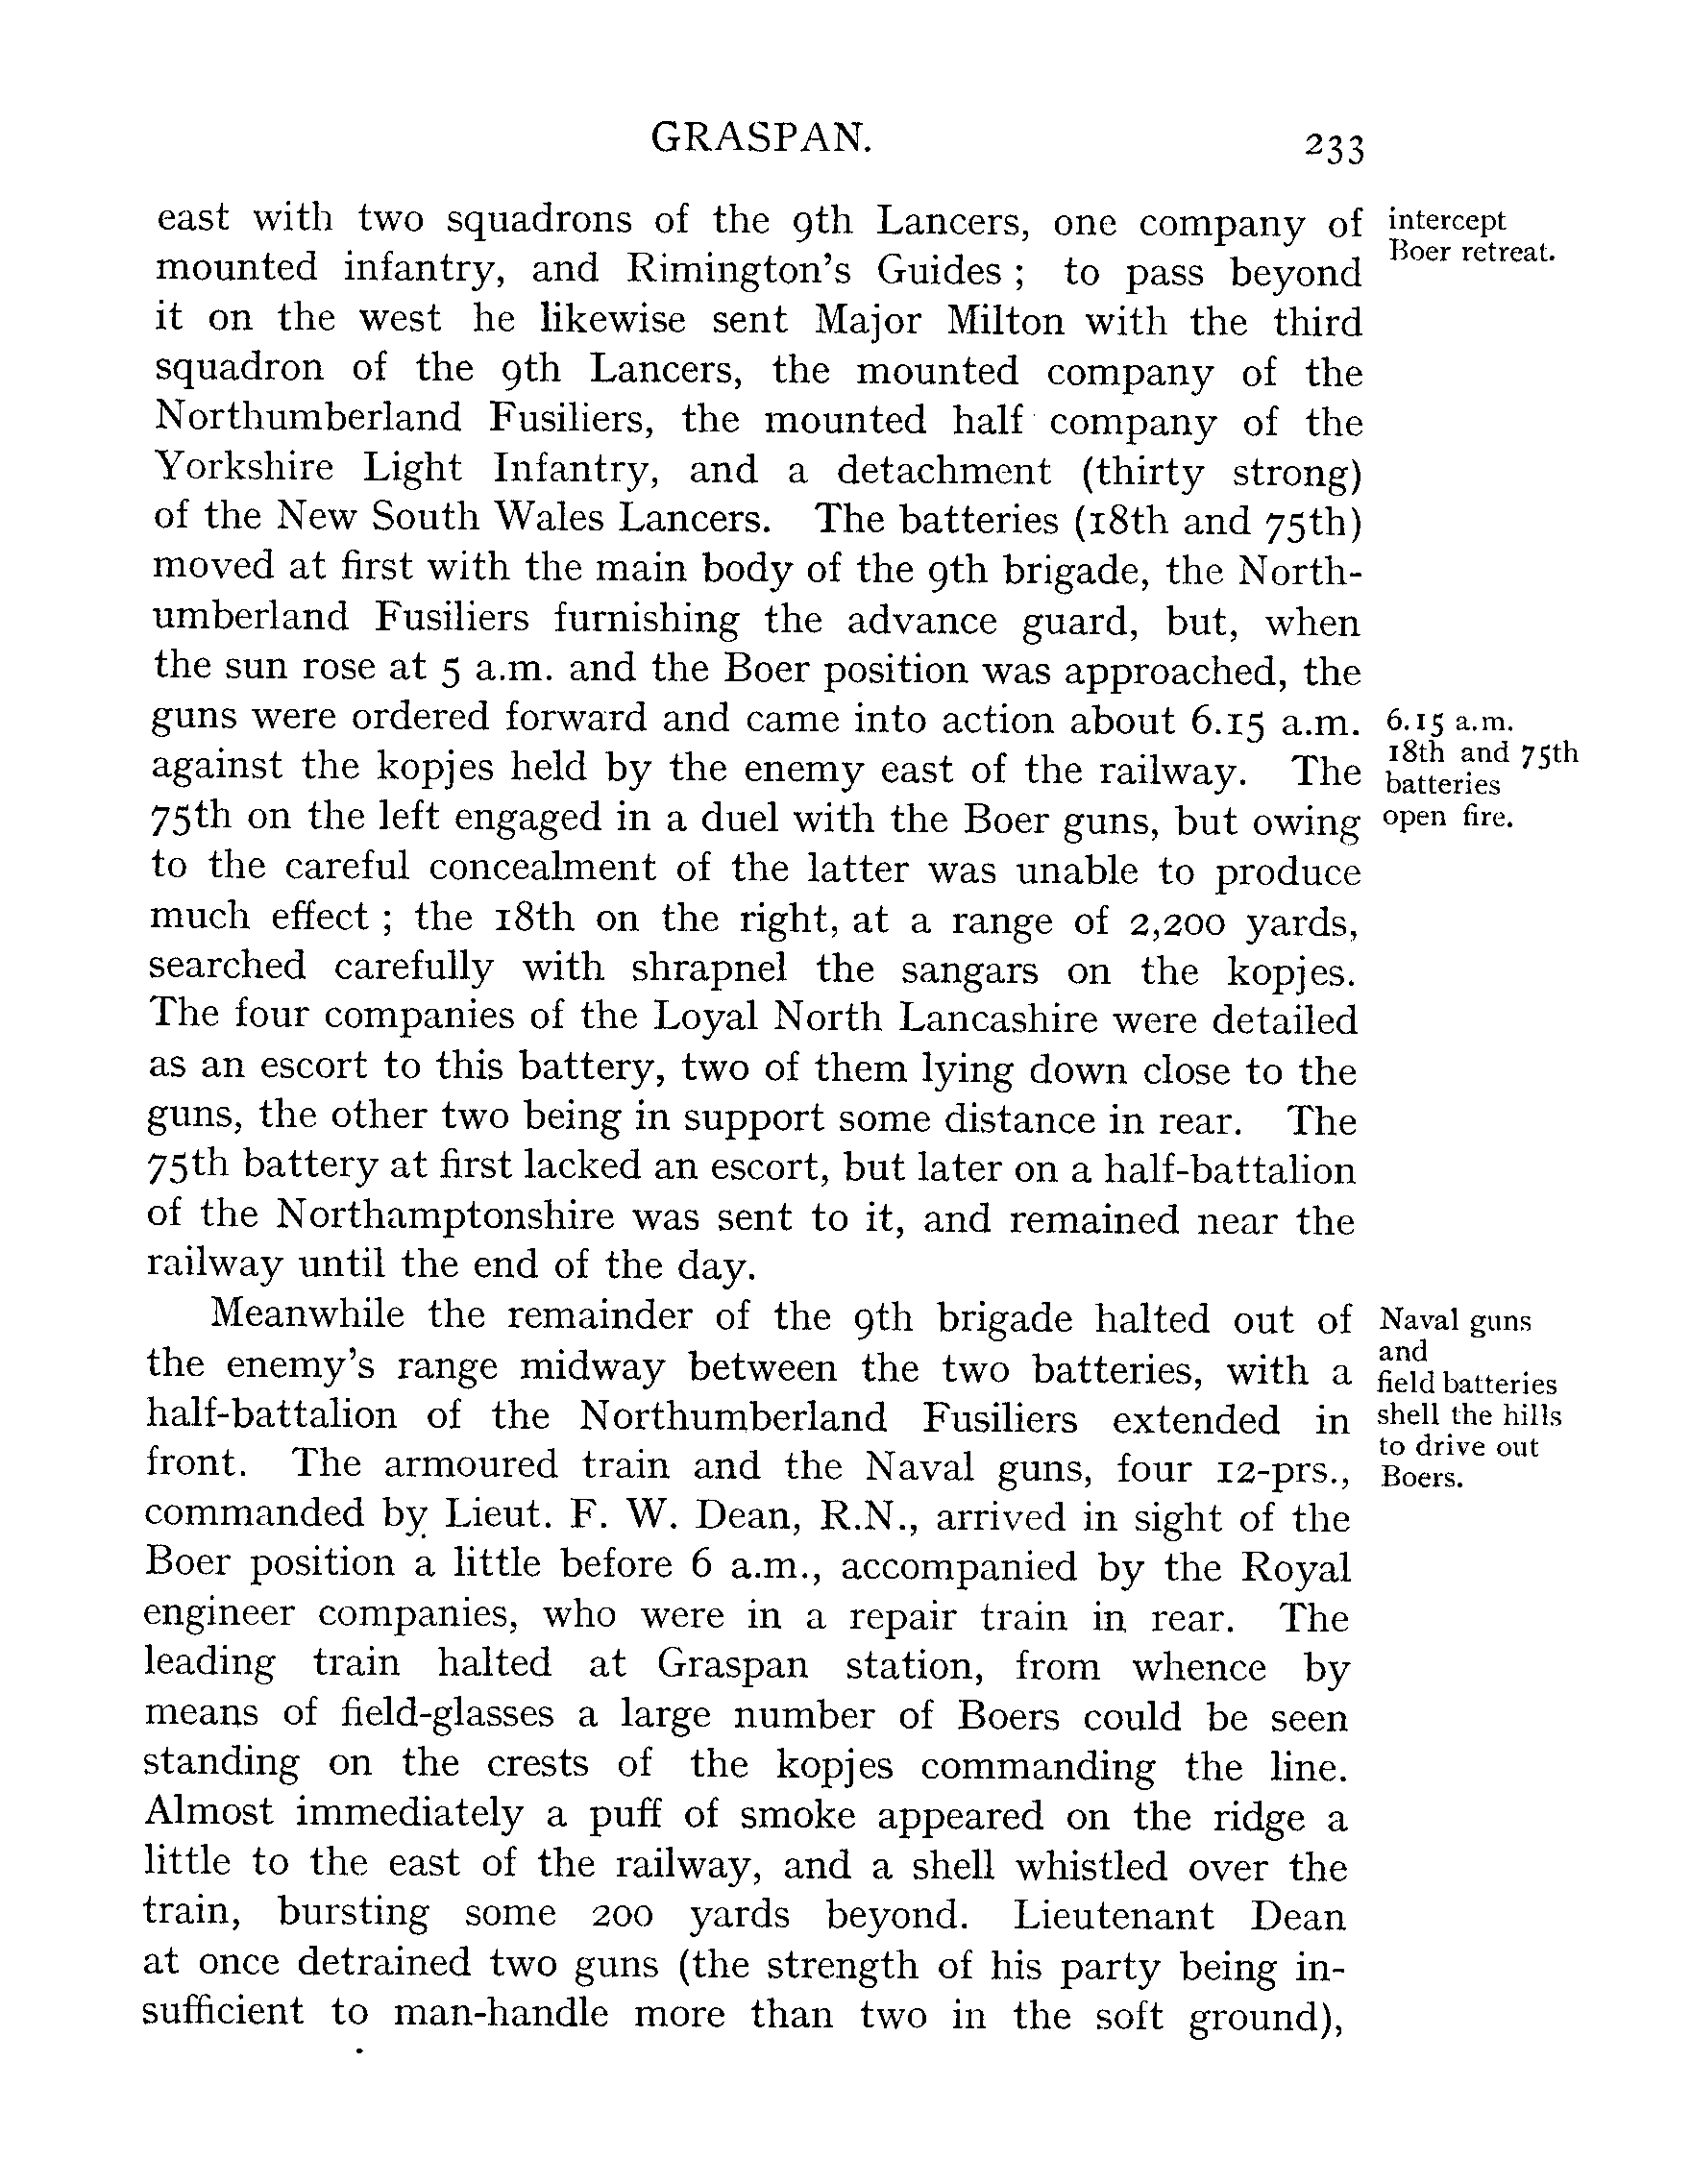 GRASPAN.
233
east with two squadrons of the 9th Lancers, one company of
mounted infantry, and Rimington's Guides ; to pass beyond
it on the west he likewise sent Major Milton with the third
squadron of the 9th Lancers, the mounted company of the
Northumberland Fusiliers, the mounted half company of the
Yorkshire Light Infantry, and a detachment (thirty strong)
of the New South Wales Lancers. The batteries (18th and 75th)
moved at first with the main body of the 9th brigade, the North-
umberland Fusiliers furnishing the advance guard, but, when
the sun rose at 5 a.m. and the Boer position was approached, the
guns were ordered forward and came into action about 6.15 a.m.
against the kopjes held by the enemy east of the railway. The
75th on the left engaged in a duel with the Boer guns, but owing
to the careful concealment of the latter was unable to produce
much effect ; the 18th on the right, at a range of 2,200 yards,
searched carefully with shrapnel the sangars on the kopjes.
The four companies of the Loyal North Lancashire were detailed
as an escort to this battery, two of them lying down close to the
guns, the other two being in support some distance in rear. The
75th battery at first lacked an escort, but later on a half-battalion
of the Northamptonshire was sent to it, and remained near the
railway until the end of the day.
Meanwhile the remainder of the 9th brigade halted out of
the enemy's range midway between the two batteries, with a
half-battalion of the Northumberland Fusiliers extended in
front. The armoured train and the Naval guns, four 12-prs.,
commanded by Lieut. F. W. Dean, R.N., arrived in sight of the
Boer position a little before 6 a.m., accompanied by the Royal
engineer companies, who were in a repair train in rear. The
leading train halted at Graspan station, from whence by
means of field-glasses a large number of Boers could be seen
standing on the crests of the kopjes commanding the line.
Almost immediately a puff of smoke appeared on the ridge a
little to the east of the railway, and a shell whistled over the
train, bursting some 200 yards beyond. Lieutenant Dean
at once detrained two guns (the strength of his party being in-
sufficient to man-handle more than two in the soft ground),
intercept
Boer retreat.
6.15 a.m.
18th and 75th
batteries
open fire.
Naval guns
and
field batteries
shell the hills
to drive out
Boers.